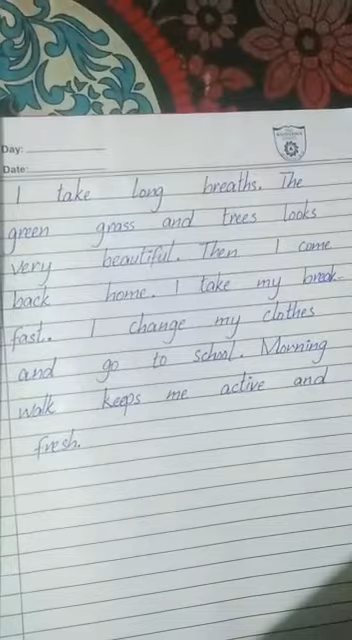 Day:
Date:
I take long breaths. The
green grass and trees looks
very beautiful. Then I come
back home. I take my break-
fast. I change my clothes
and go to school. Morning
walk keeps me active and
fresh.